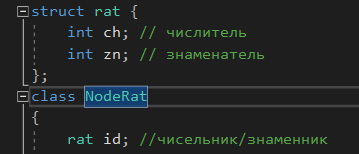 struct rat {
int ch; // числитель
int zn; // знаменатель
};
class NodeRat
{
rat id; //чисельник/знаменник